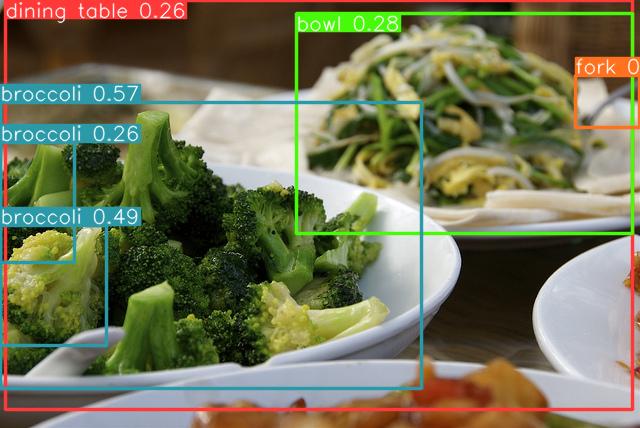 dining table 0.26
bowl 0.28
fork 0
broccoli 0.57
broccoli 0.26
broccoli 0.49